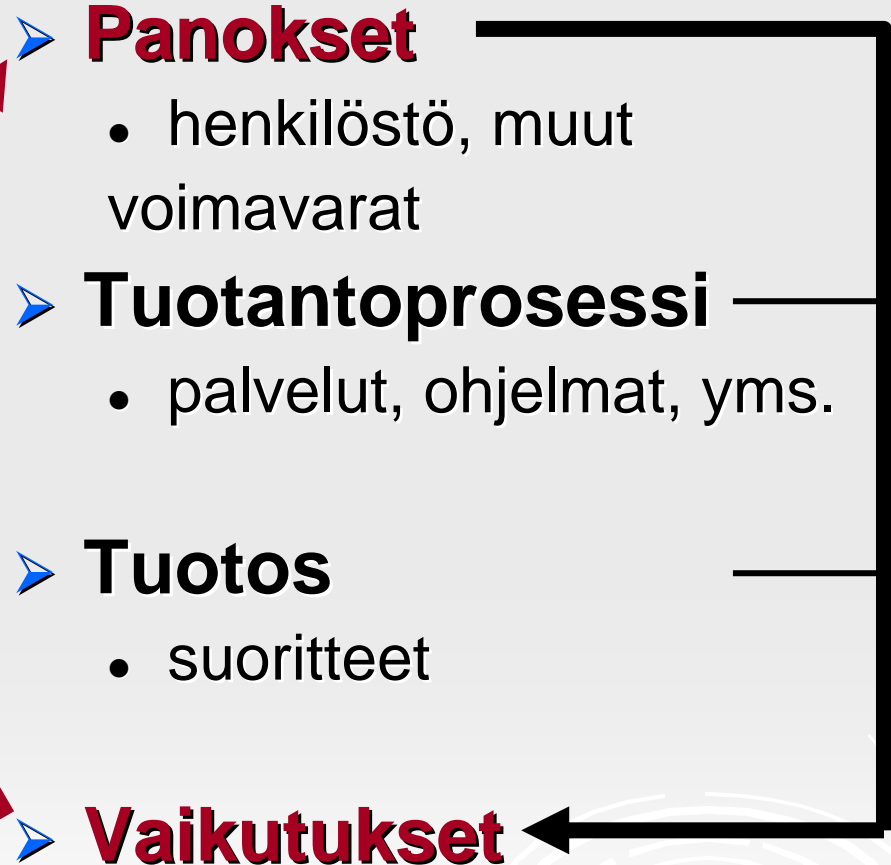 Panokset
henkilöstö, muut
voimavarat
Tuotantoprosessi
palvelut, ohjelmat, yms.
Tuotos
suoritteet
Vaikutukset